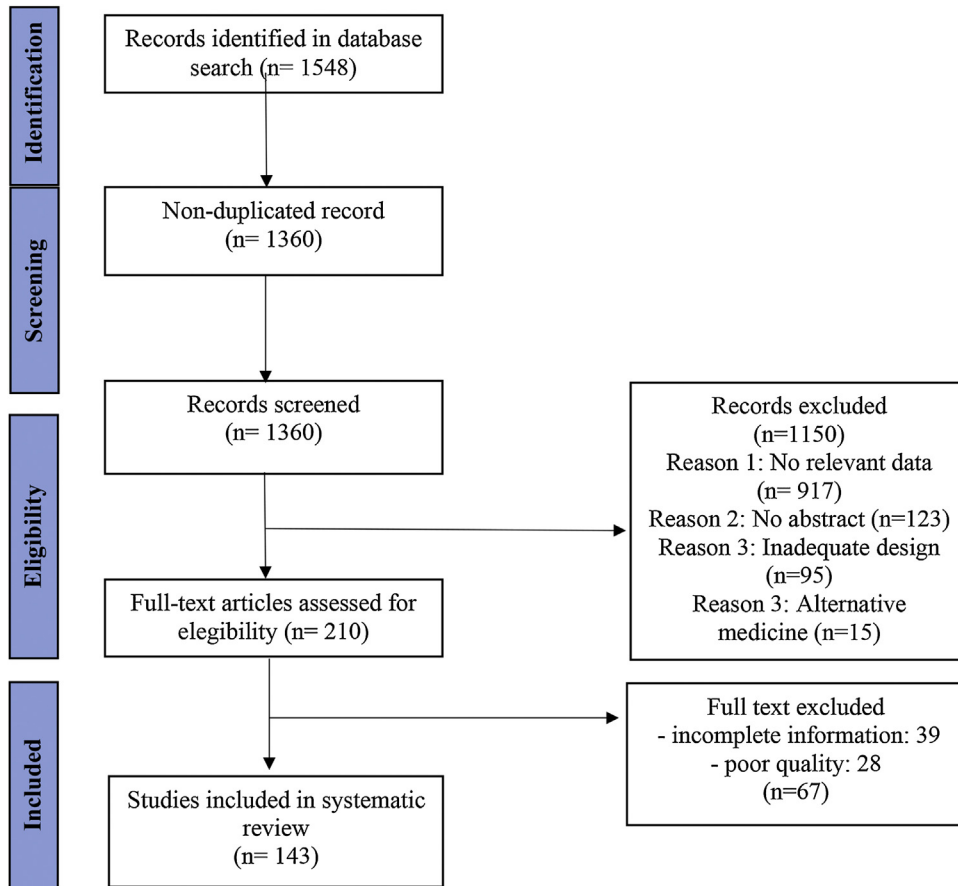 Identification
Records identified in database
search (n= 1548)
Screening
Non-duplicated record
(n= 1360)
Records screened
(n= 1360)
Eligibility
Records excluded
(n=1150)
Reason 1: No relevant data
(n= 917)
Reason 2: No abstract (n=123)
Reason 3: Inadequate design
(n=95)
Reason 3: Alternative
medicine (n=15)
Full-text articles assessed for
elegibility (n= 210)
Included
Full text excluded
- incomplete information: 39
- poor quality: 28
(n=67)
Studies included in systematic
review
(n= 143)